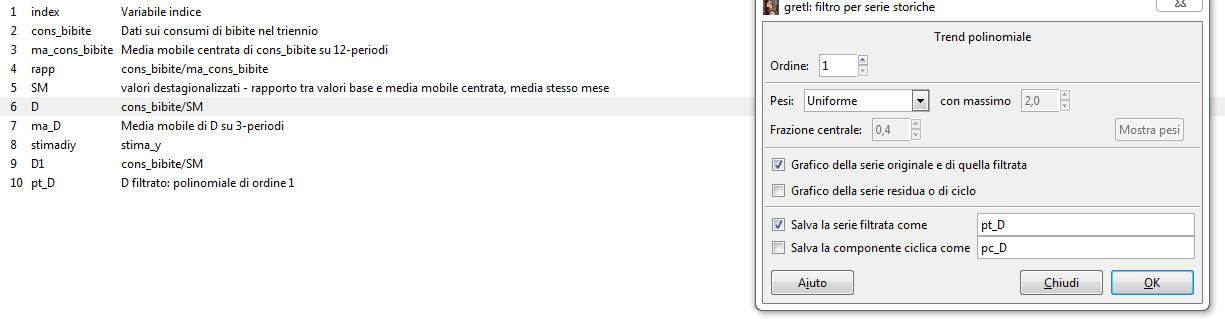 1 index Variabile indice
2 cons_bibite Dati sui consumi di bibite nel triennio
3 ma_cons_bibite Media mobile centrata di cons_bibite su 12-periodi
4 rapp cons_bibite/ma_cons_bibite
5 SM valori destagionalizzati - rapporto tra valori base e media mobile centrata, media stesso mese
6 D cons_bibite/SM
7 ma_D Media mobile di D su 3-periodi
8 stimadiy stima_y
9 D1 cons_bibite/SM
10 pt_D D filtrato: polinomiale di ordine 1
gretl: filtro per serie storiche
Trend polinomiale
Ordine: 1
Pesi: Uniforme con massimo 2,0
Frazione centrale: 0,4 Mostra pesi
Grafico della serie originale e di quella filtrata
Grafico della serie residua o di ciclo
Salva la serie filtrata come pt_D
Salva la componente ciclica come pc_D
Aiuto Chiudi OK